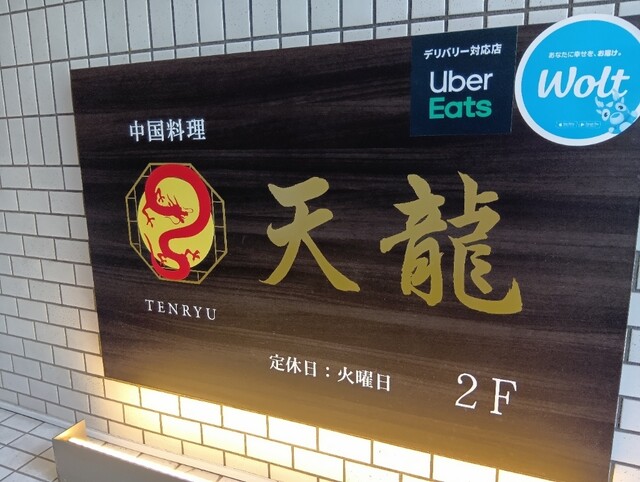 デリバリー対応店
Uber
Eats
あなたに幸せを、お届け。
Wolt
中国料理
天龍
TENRYU
定休日：火曜日
2F